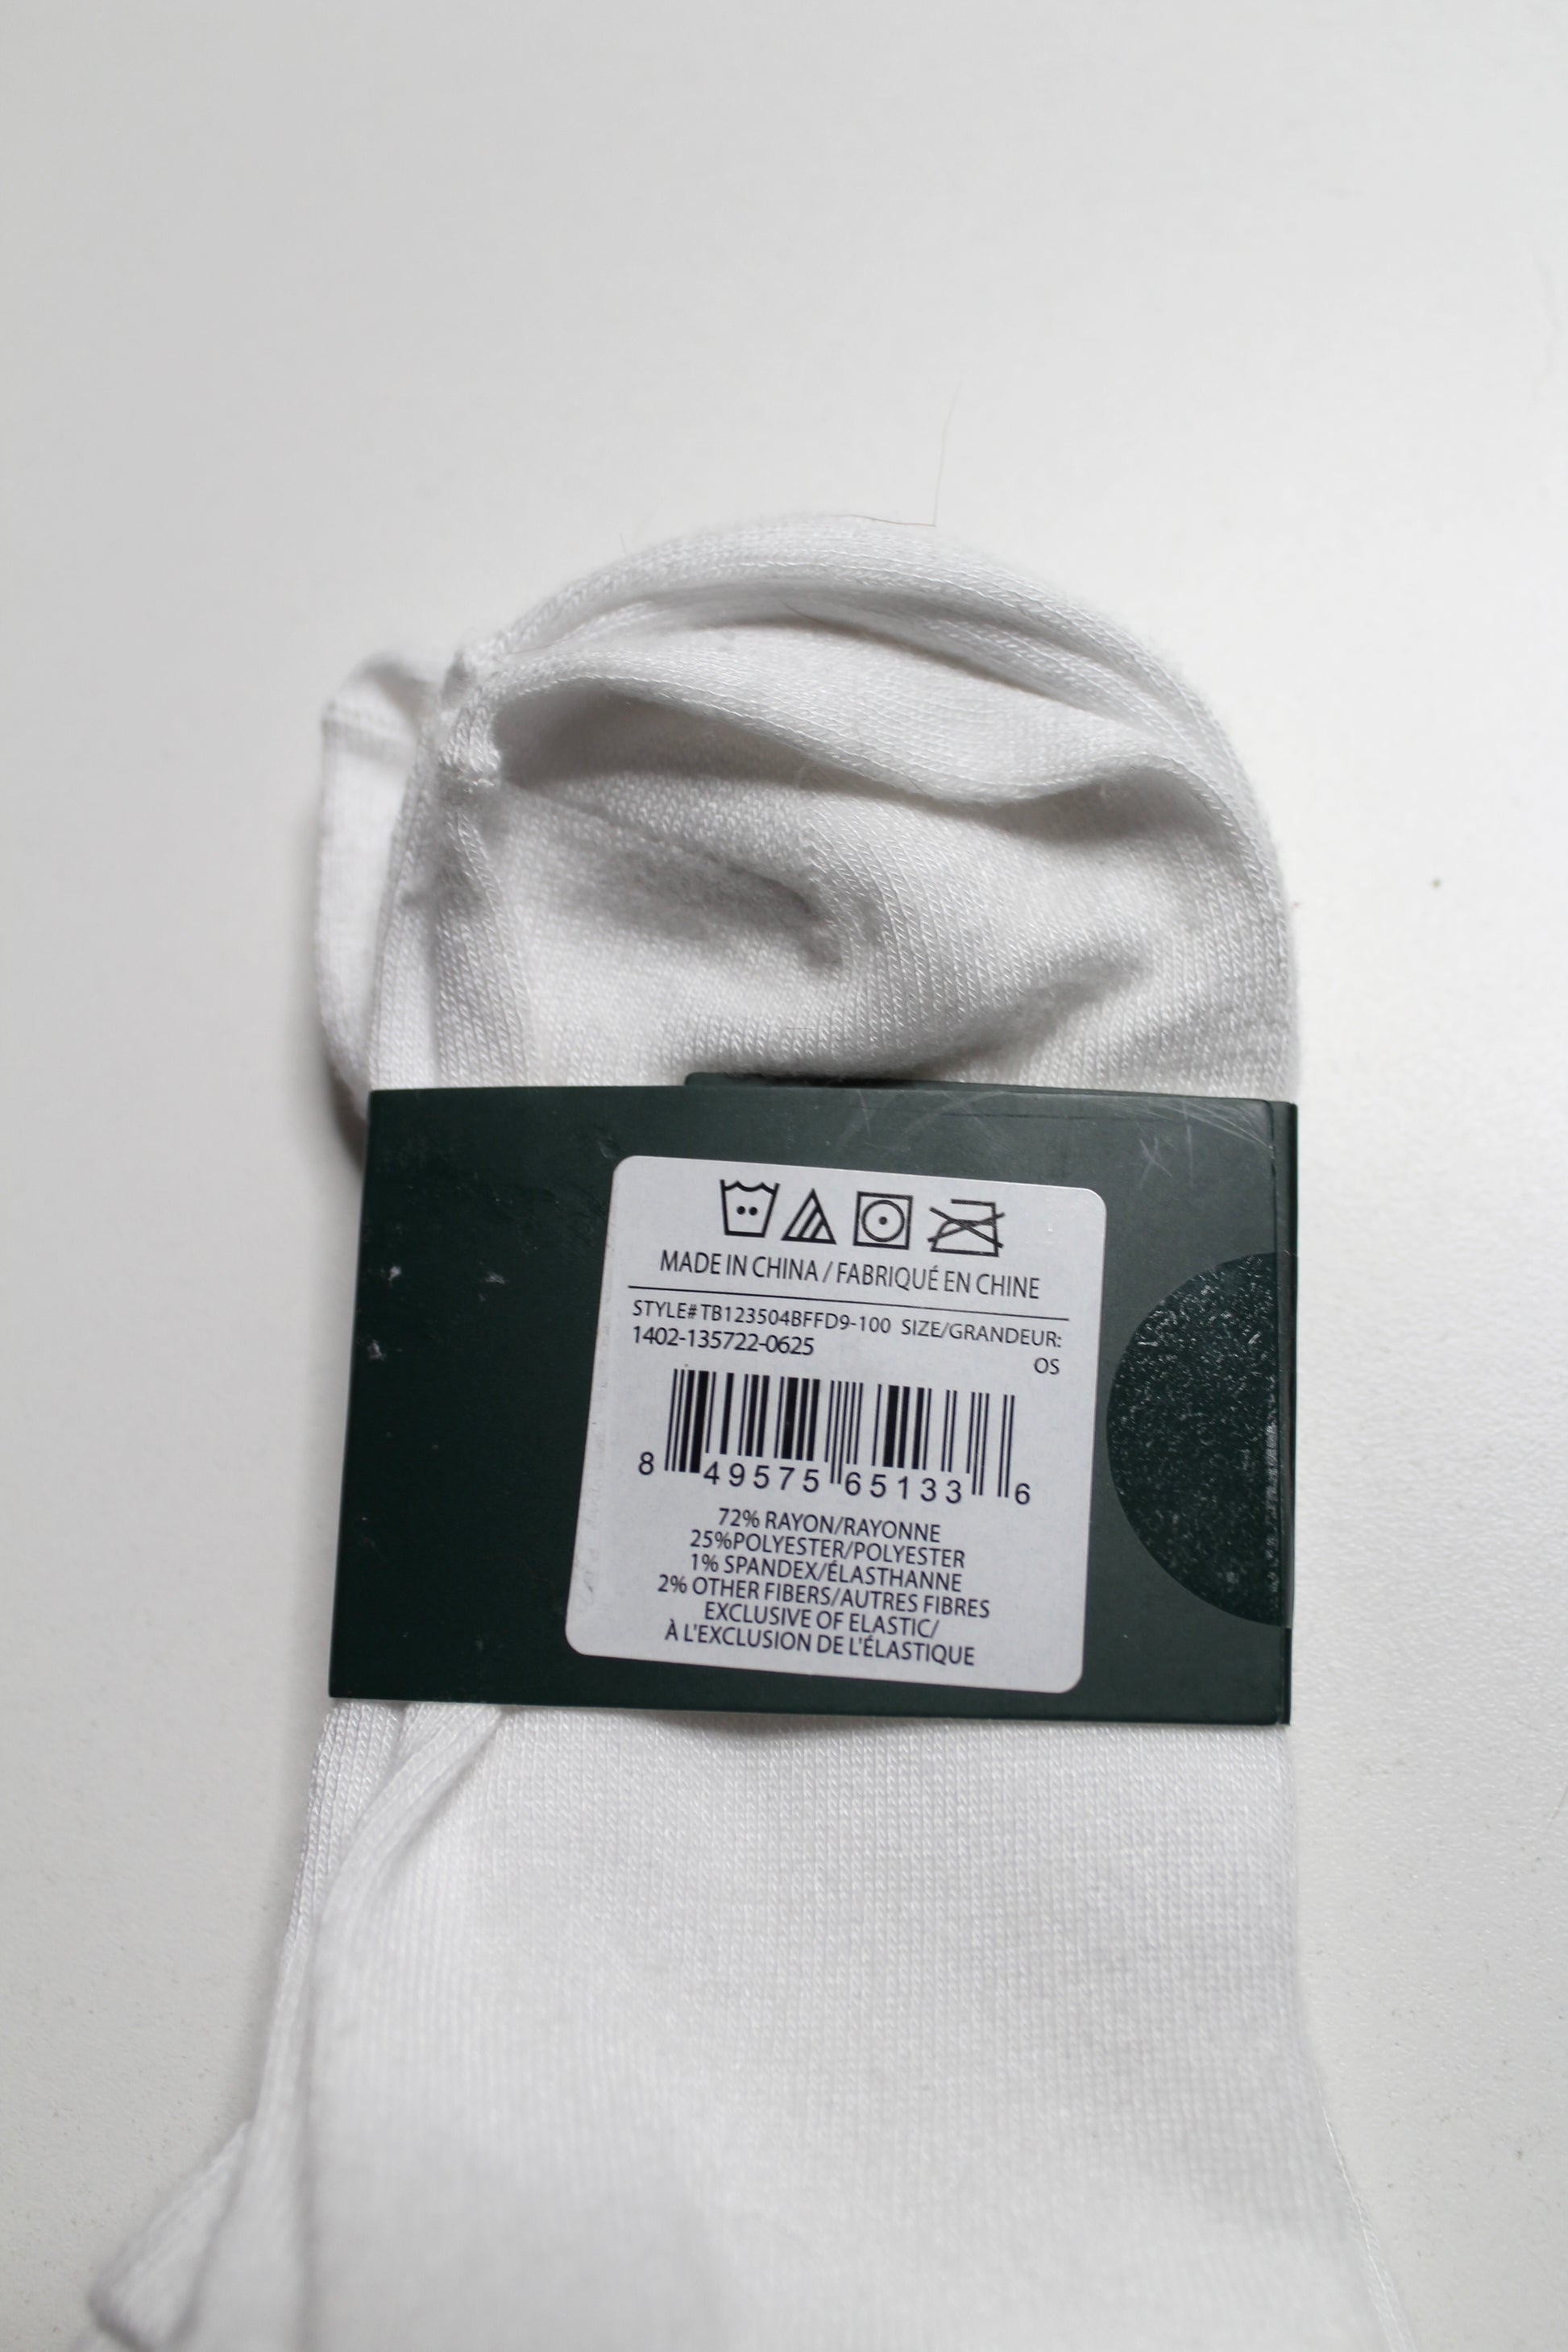 MADE IN CHINA / FABRIQUÉ EN CHINE
STYLE# TB123504BFFD9-100 SIZE/GRANDEUR:
1402-135722-0625 OS
8 49575 65133 6
72% RAYON/RAYONNE
25%POLYESTER/POLYESTER
1% SPANDEX/ÉLASTHANNE
2% OTHER FIBERS/AUTRES FIBRES
EXCLUSIVE OF ELASTIC/
À L'EXCLUSION DE L'ÉLASTIQUE